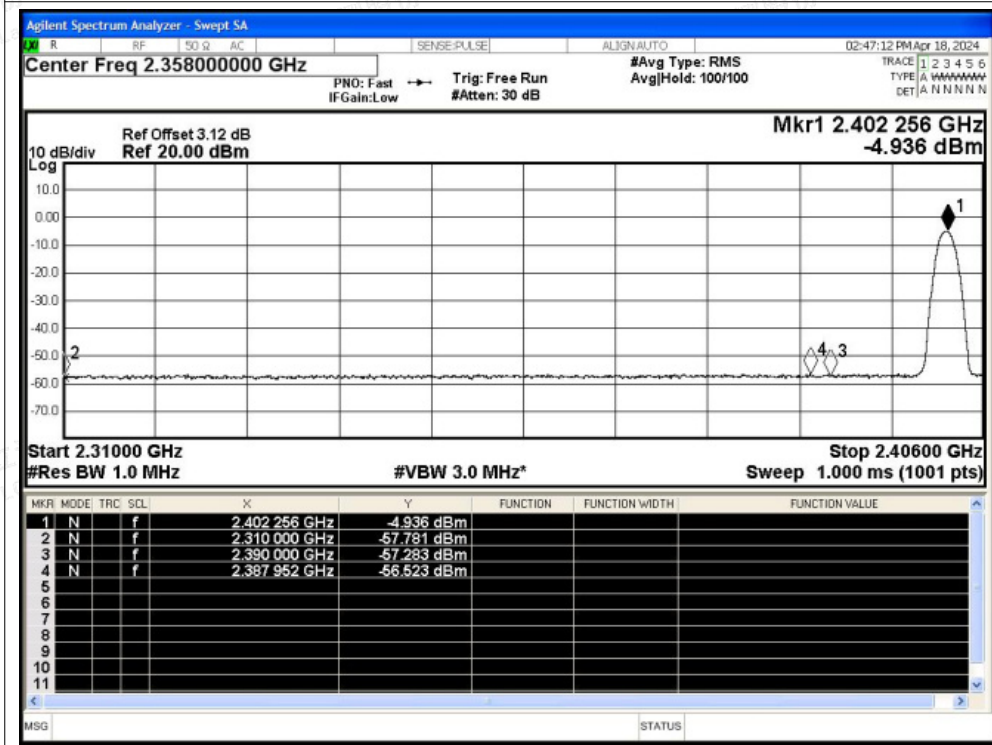 Agilent Spectrum Analyzer - Swept SA
LXI R RF 50 Ω AC SENSE:PULSE ALIGN AUTO 02:47:12 PM Apr 18, 2024
Center Freq 2.358000000 GHz
PNO: Fast
IFGain:Low
Trig: Free Run
#Atten: 30 dB
#Avg Type: RMS
Avg|Hold: 100/100
TRACE 1 2 3 4 5 6
TYPE A WWWWW
DET A N N N N N
Mkr1 2.402 256 GHz
-4.936 dBm
Ref Offset 3.12 dB
10 dB/div Ref 20.00 dBm
Log
10.0
0.00
-10.0
-20.0
-30.0
-40.0
-50.0
-60.0
-70.0
1
2
4 3
Start 2.31000 GHz Stop 2.40600 GHz
#Res BW 1.0 MHz #VBW 3.0 MHz* Sweep 1.000 ms (1001 pts)
MKR MODE TRC SCL X Y FUNCTION FUNCTION WIDTH FUNCTION VALUE
1 N f 2.402 256 GHz -4.936 dBm
2 N f 2.310 000 GHz -57.781 dBm
3 N f 2.390 000 GHz -57.283 dBm
4 N f 2.387 952 GHz -56.523 dBm
5
6
7
8
9
10
11
MSG STATUS